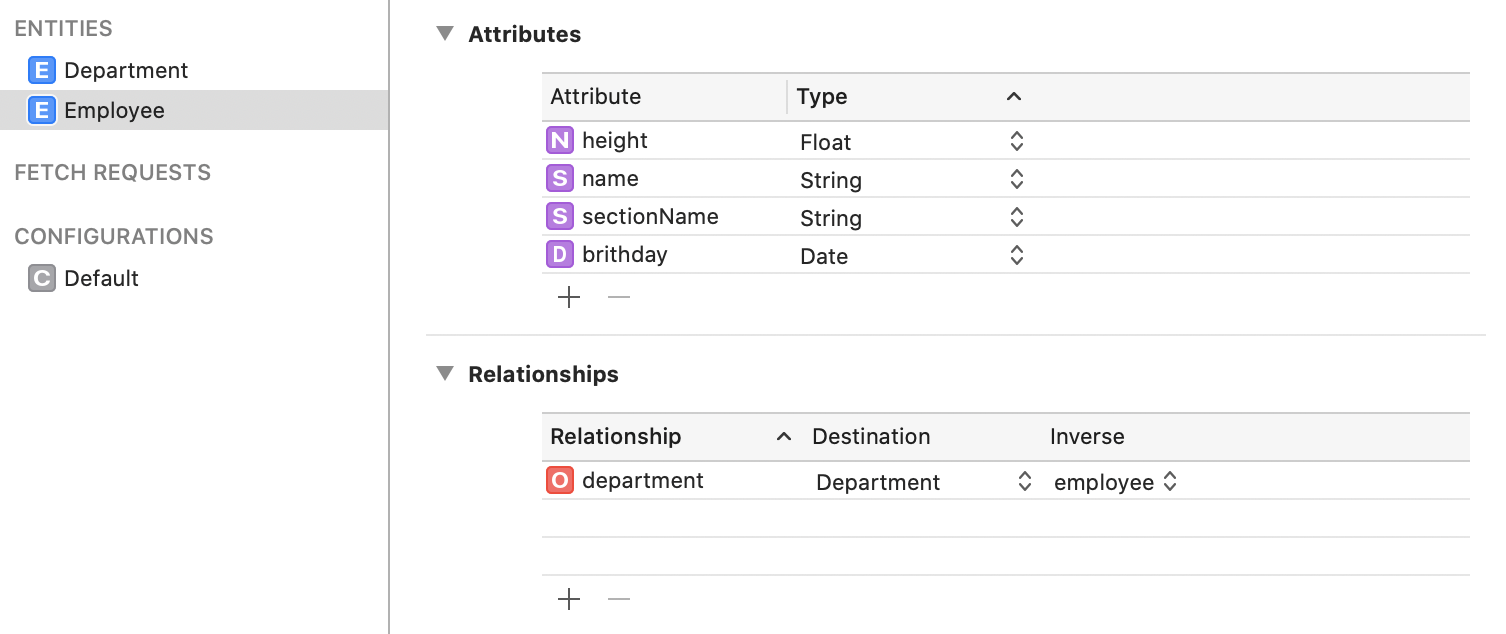 ENTITIES
E Department
E Employee
FETCH REQUESTS
CONFIGURATIONS
C Default
Attributes
Attribute Type
N height Float
S name String
S sectionName String
D brithday Date
Relationships
Relationship Destination Inverse
O department Department employee